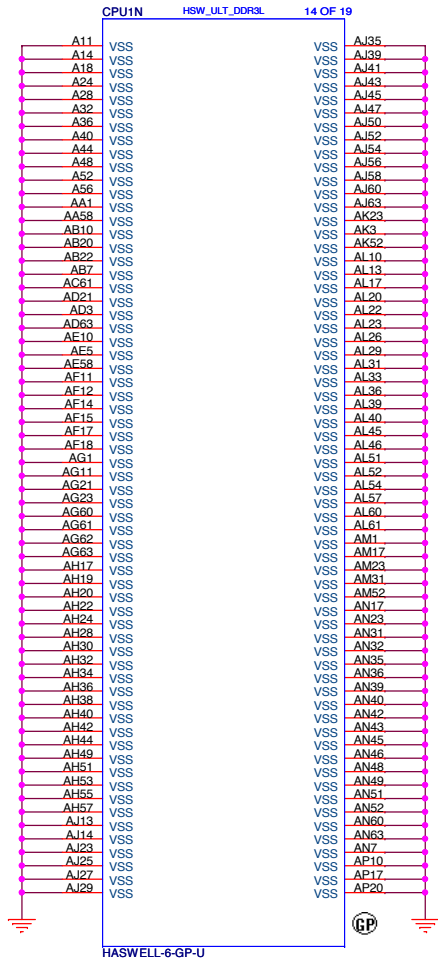 CPU1N HSW_ULT_DDR3L 14 OF 19
A11 VSS VSS AJ35
A14 VSS VSS AJ39
A18 VSS VSS AJ41
A24 VSS VSS AJ43
A28 VSS VSS AJ45
A32 VSS VSS AJ47
A36 VSS VSS AJ50
A40 VSS VSS AJ52
A44 VSS VSS AJ54
A48 VSS VSS AJ56
A52 VSS VSS AJ58
A56 VSS VSS AJ60
AA1 VSS VSS AJ63
AA58 VSS VSS AK23
AB10 VSS VSS AK3
AB20 VSS VSS AK52
AB22 VSS VSS AL10
AB7 VSS VSS AL13
AC61 VSS VSS AL17
AD21 VSS VSS AL20
AD3 VSS VSS AL22
AD63 VSS VSS AL23
AE10 VSS VSS AL26
AE5 VSS VSS AL29
AE58 VSS VSS AL31
AF11 VSS VSS AL33
AF12 VSS VSS AL36
AF14 VSS VSS AL39
AF15 VSS VSS AL40
AF17 VSS VSS AL45
AF18 VSS VSS AL46
AG1 VSS VSS AL51
AG11 VSS VSS AL52
AG21 VSS VSS AL54
AG23 VSS VSS AL57
AG60 VSS VSS AL60
AG61 VSS VSS AL61
AG62 VSS VSS AM1
AG63 VSS VSS AM17
AH17 VSS VSS AM23
AH19 VSS VSS AM31
AH20 VSS VSS AM52
AH22 VSS VSS AN17
AH24 VSS VSS AN23
AH28 VSS VSS AN31
AH30 VSS VSS AN32
AH32 VSS VSS AN35
AH34 VSS VSS AN36
AH36 VSS VSS AN39
AH38 VSS VSS AN40
AH40 VSS VSS AN42
AH42 VSS VSS AN43
AH44 VSS VSS AN45
AH49 VSS VSS AN46
AH51 VSS VSS AN48
AH53 VSS VSS AN49
AH55 VSS VSS AN51
AH57 VSS VSS AN52
AJ13 VSS VSS AN60
AJ14 VSS VSS AN63
AJ23 VSS VSS AN7
AJ25 VSS VSS AP10
AJ27 VSS VSS AP17
AJ29 VSS VSS AP20
GP
HASWELL-6-GP-U